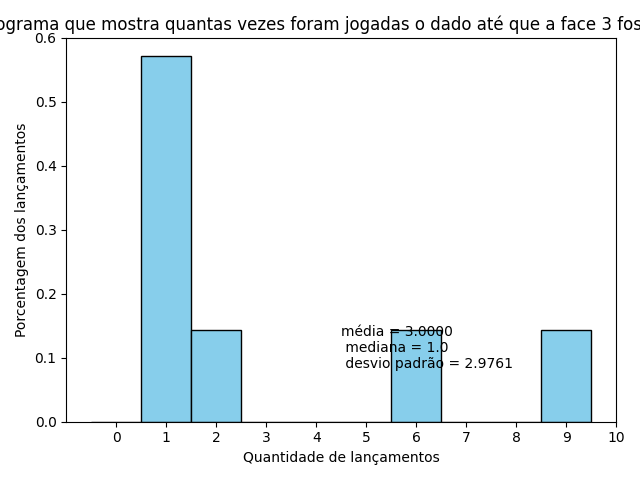 que mostra quantas vezes foram jogadas o dado até que a face 3
0.6
0.5
0.4
0.3
0.2
0.1
0.0
Porcentagem dos lançamentos
média = 3.0000
mediana = 1.0
desvio padrão = 2.9761
0 1 2 3 4 5 6 7 8 9 10
Quantidade de lançamentos